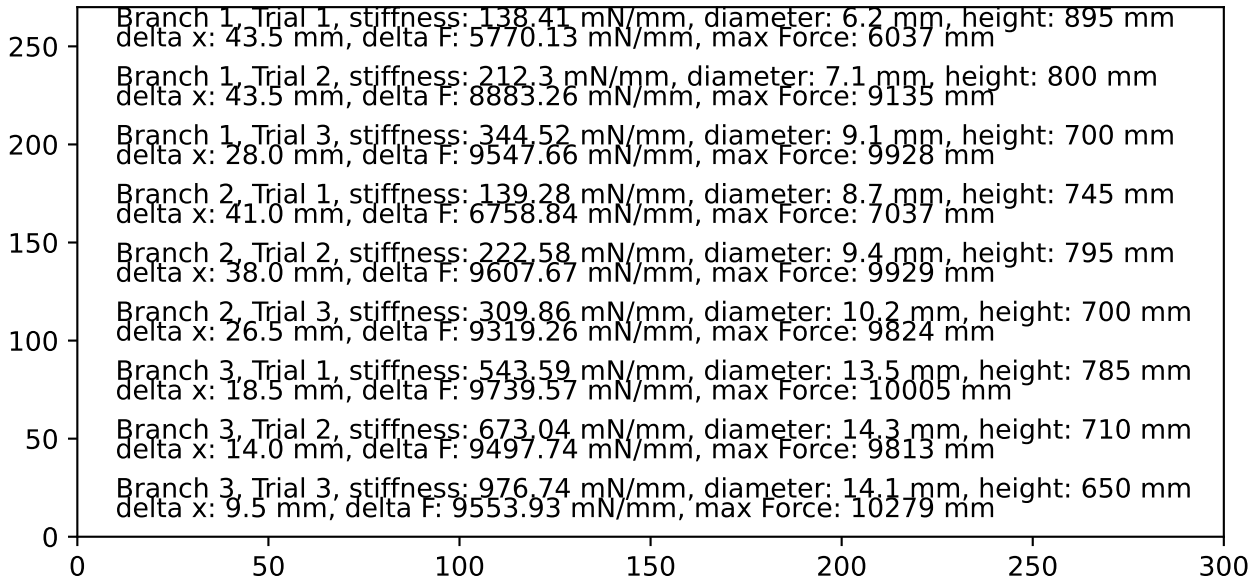 Branch 1, Trial 1, stiffness: 138.41 mN/mm, diameter: 6.2 mm, height: 895 mm
delta x: 43.5 mm, delta F: 5770.13 mN/mm, max Force: 6037 mm
Branch 1, Trial 2, stiffness: 212.3 mN/mm, diameter: 7.1 mm, height: 800 mm
delta x: 43.5 mm, delta F: 8883.26 mN/mm, max Force: 9135 mm
Branch 1, Trial 3, stiffness: 344.52 mN/mm, diameter: 9.1 mm, height: 700 mm
delta x: 28.0 mm, delta F: 9547.66 mN/mm, max Force: 9928 mm
Branch 2, Trial 1, stiffness: 139.28 mN/mm, diameter: 8.7 mm, height: 745 mm
delta x: 41.0 mm, delta F: 6758.84 mN/mm, max Force: 7037 mm
Branch 2, Trial 2, stiffness: 222.58 mN/mm, diameter: 9.4 mm, height: 795 mm
delta x: 38.0 mm, delta F: 9607.67 mN/mm, max Force: 9929 mm
Branch 2, Trial 3, stiffness: 309.86 mN/mm, diameter: 10.2 mm, height: 700 mm
delta x: 26.5 mm, delta F: 9319.26 mN/mm, max Force: 9824 mm
Branch 3, Trial 1, stiffness: 543.59 mN/mm, diameter: 13.5 mm, height: 785 mm
delta x: 18.5 mm, delta F: 9739.57 mN/mm, max Force: 10005 mm
Branch 3, Trial 2, stiffness: 673.04 mN/mm, diameter: 14.3 mm, height: 710 mm
delta x: 14.0 mm, delta F: 9497.74 mN/mm, max Force: 9813 mm
Branch 3, Trial 3, stiffness: 976.74 mN/mm, diameter: 14.1 mm, height: 650 mm
delta x: 9.5 mm, delta F: 9553.93 mN/mm, max Force: 10279 mm
250
200
150
100
50
0
0 50 100 150 200 250 300